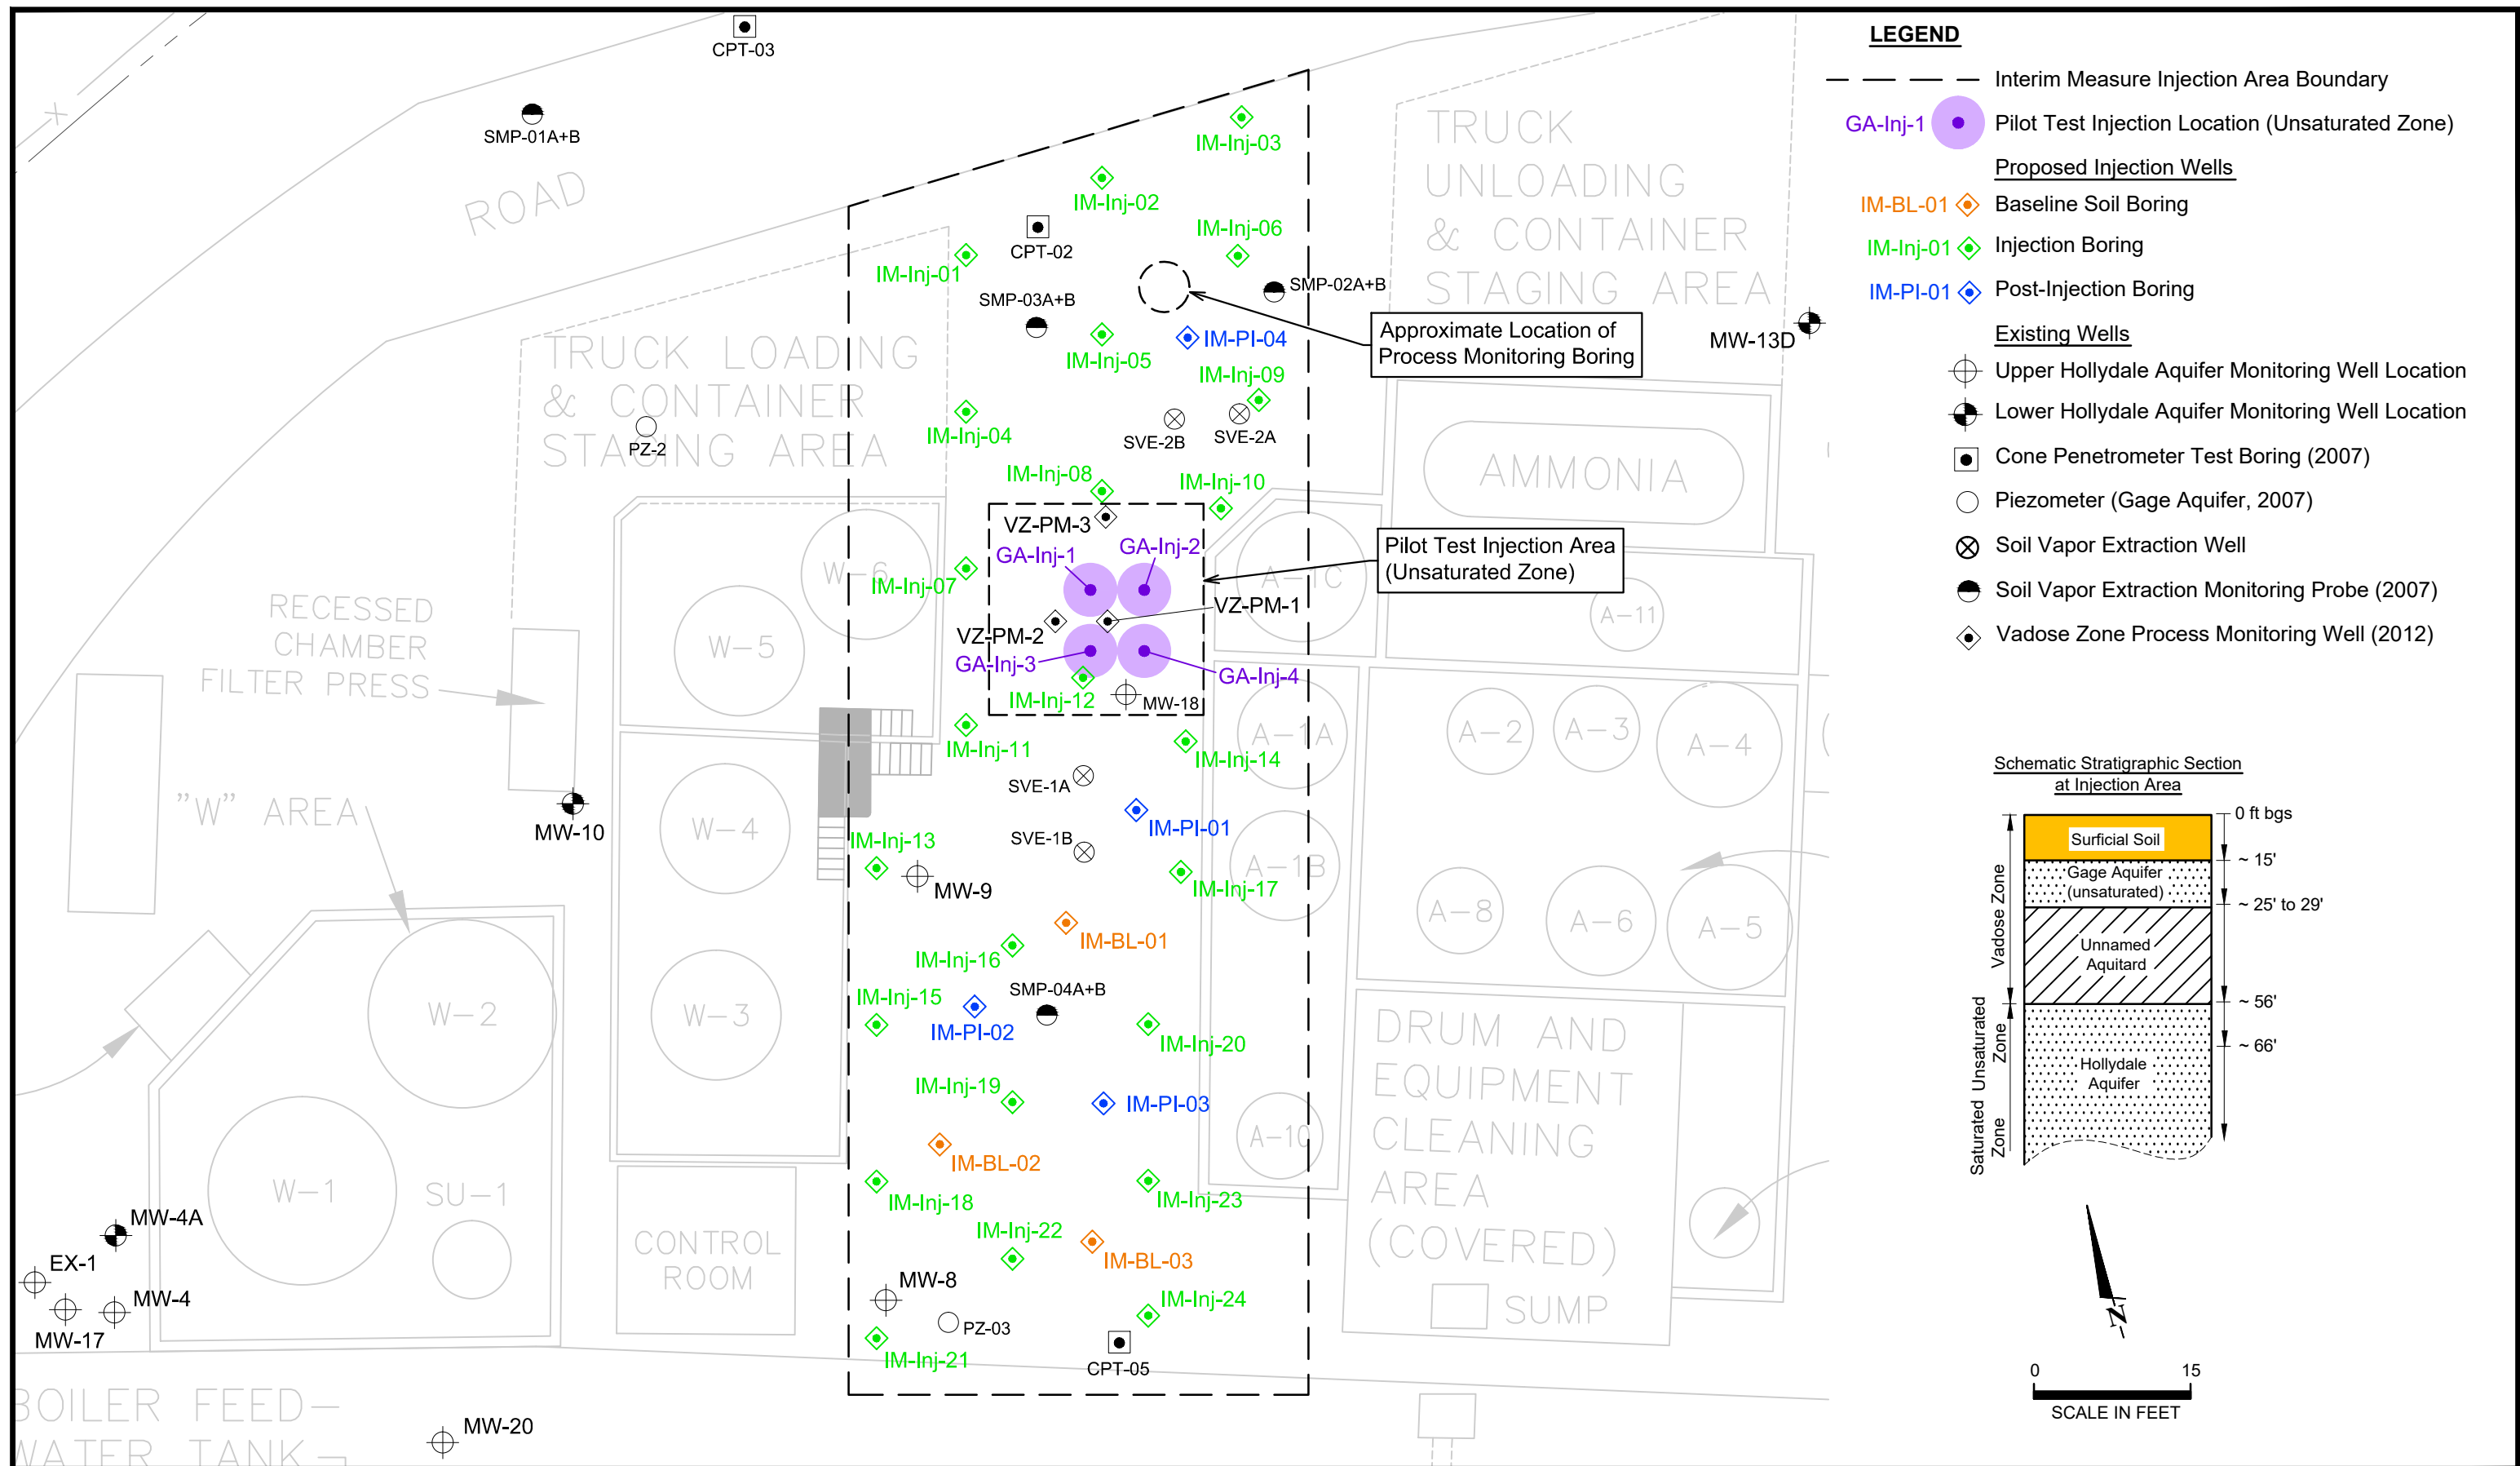 CPT-03
SMP-01A+B
X
ROAD
IM-Inj-03
IM-Inj-02
CPT-02
IM-Inj-06
IM-Inj-01
SMP-03A+B
SMP-02A+B
TRUCK
UNLOADING
& CONTAINER
STAGING AREA
Approximate Location of
Process Monitoring Boring
MW-13D
IM-Inj-05
IM-PI-04
IM-Inj-09
TRUCK LOADING
& CONTAINER
STAGING AREA
PZ-2
IM-Inj-04
SVE-2B
SVE-2A
IM-Inj-08
IM-Inj-10
AMMONIA
VZ-PM-3
GA-Inj-1
GA-Inj-2
Pilot Test Injection Area
(Unsaturated Zone)
W-6
IM-Inj-07
A-1C
A-11
VZ-PM-1
VZ-PM-2
GA-Inj-3
GA-Inj-4
IM-Inj-12
MW-18
RECESSED
CHAMBER
FILTER PRESS
W-5
IM-Inj-11
IM-Inj-14
A-1A
A-2
A-3
A-4
"W" AREA
MW-10
W-4
SVE-1A
IM-PI-01
SVE-1B
IM-Inj-13
MW-9
IM-Inj-17
A-1B
A-8
A-6
A-5
IM-BL-01
IM-Inj-16
IM-Inj-15
SMP-04A+B
IM-PI-02
IM-Inj-20
W-2
W-3
DRUM AND
EQUIPMENT
CLEANING
AREA
(COVERED)
IM-Inj-19
IM-PI-03
A-10
IM-BL-02
IM-Inj-18
IM-Inj-23
W-1
SU-1
IM-Inj-22
IM-BL-03
CONTROL
ROOM
MW-4A
EX-1
MW-4
MW-17
MW-8
PZ-03
IM-Inj-24
IM-Inj-21
CPT-05
SUMP
BOILER FEED-
WATER TANK
MW-20
LEGEND
Interim Measure Injection Area Boundary
GA-Inj-1 Pilot Test Injection Location (Unsaturated Zone)
Proposed Injection Wells
IM-BL-01 Baseline Soil Boring
IM-Inj-01 Injection Boring
IM-PI-01 Post-Injection Boring
Existing Wells
Upper Hollydale Aquifer Monitoring Well Location
Lower Hollydale Aquifer Monitoring Well Location
Cone Penetrometer Test Boring (2007)
Piezometer (Gage Aquifer, 2007)
Soil Vapor Extraction Well
Soil Vapor Extraction Monitoring Probe (2007)
Vadose Zone Process Monitoring Well (2012)
Schematic Stratigraphic Section
at Injection Area
0 ft bgs
Surficial Soil
~ 15'
Gage Aquifer
(unsaturated)
~ 25' to 29'
Vadose Zone
Unnamed
Aquitard
~ 56'
Unsaturated
Zone
~ 66'
Hollydale
Aquifer
Saturated
Zone
N
0 15
SCALE IN FEET